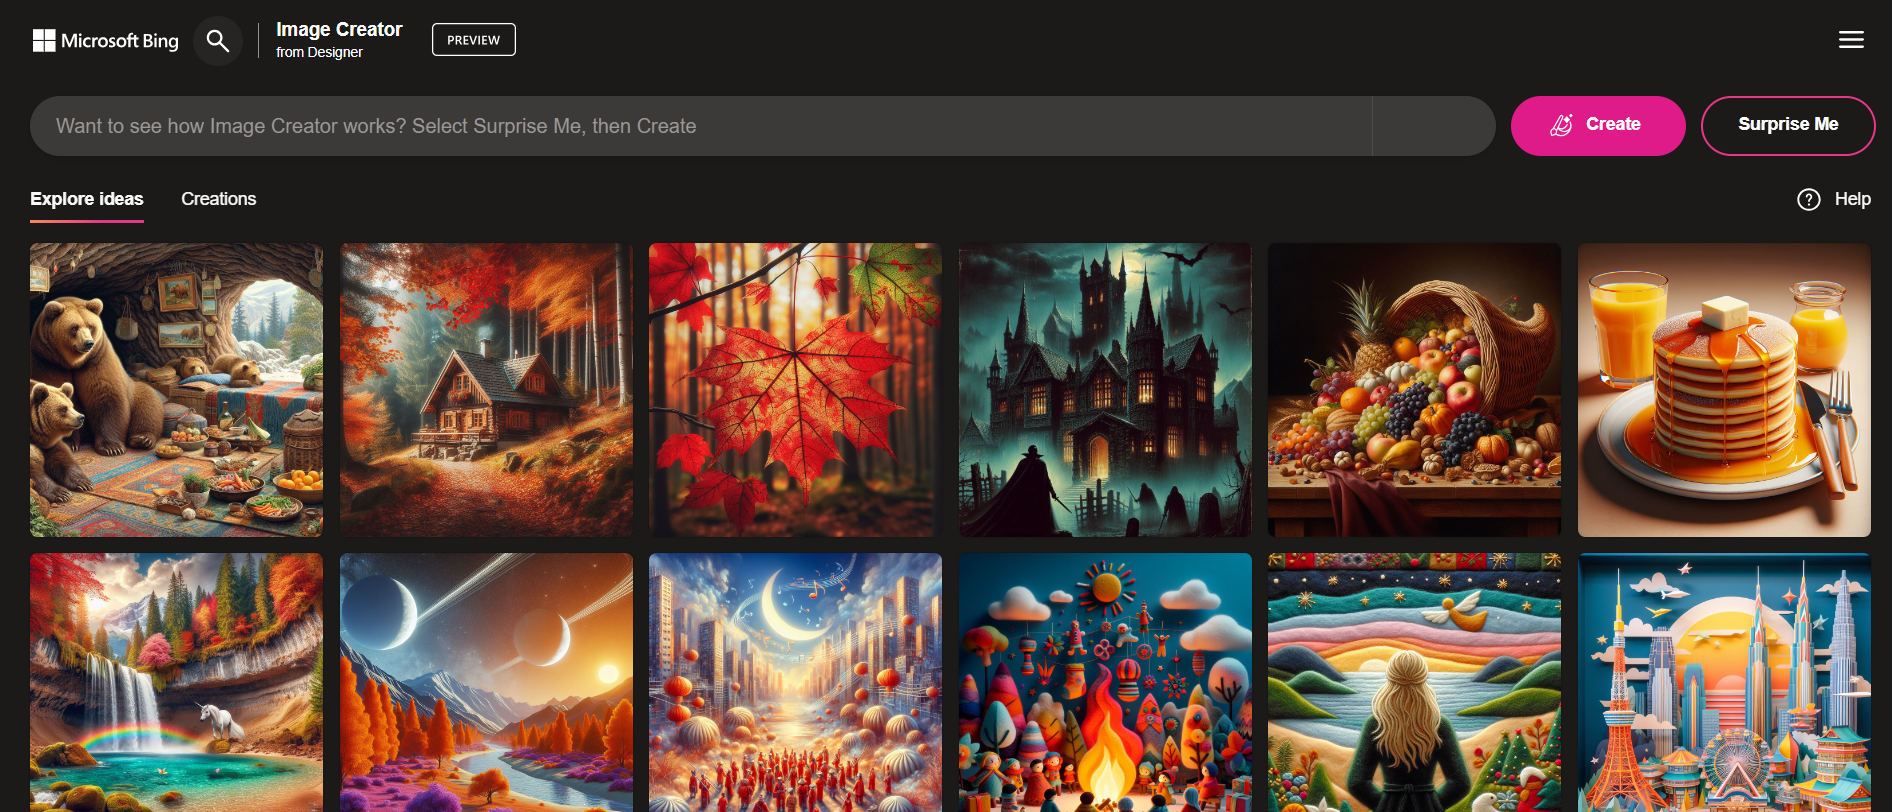 Microsoft Bing
Image Creator
from Designer
PREVIEW
Want to see how Image Creator works? Select Surprise Me, then Create
Create
Surprise Me
Explore ideas
Creations
Help